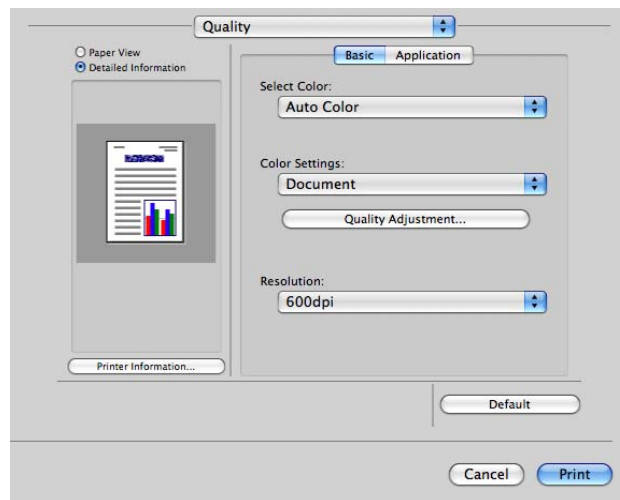 Quality
Paper View
Detailed Information
Printer Information...
Basic Application
Select Color:
Auto Color
Color Settings:
Document
Quality Adjustment...
Resolution:
600dpi
Default
Cancel Print